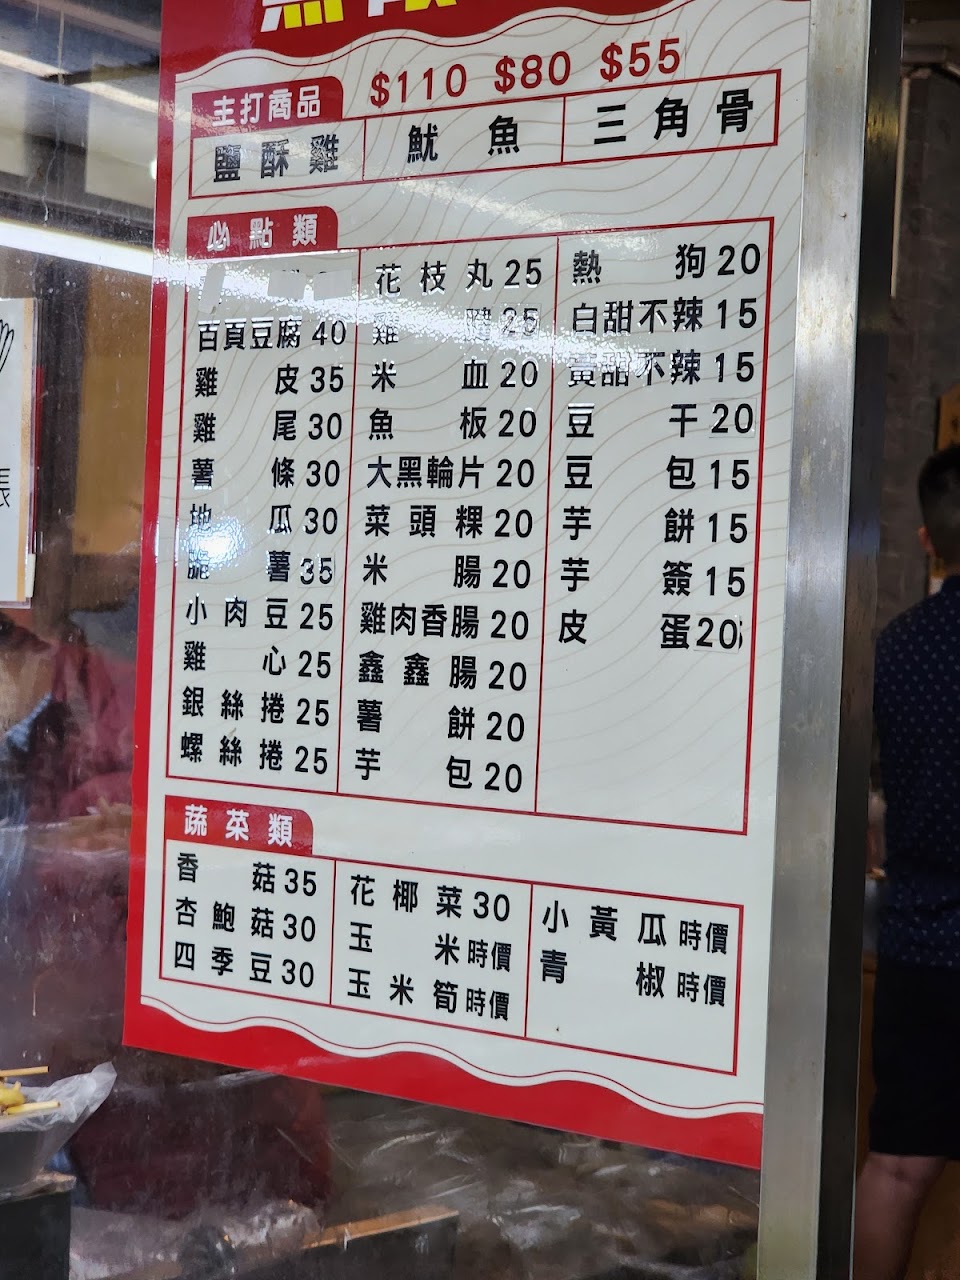 $110 $80 $55
主打商品
鹽酥雞 魷魚 三角骨
必點類
百頁豆腐 40
雞皮 35
雞尾 30
薯條 30
地瓜 30
脆薯 35
小肉豆 25
雞心 25
銀絲捲 25
螺絲捲 25
花枝丸 25
雞腱 25
米血 20
魚板 20
大黑輪片 20
菜頭粿 20
米腸 20
雞肉香腸 20
鑫鑫腸 20
薯餅 20
芋包 20
熱狗 20
白甜不辣 15
黃甜不辣 15
豆干 20
豆包 15
芋餅 15
芋簽 15
皮蛋 20
蔬菜類
香菇 35
杏鮑菇 30
四季豆 30
花椰菜 30
玉米 時價
玉米筍 時價
小黃瓜 時價
青椒 時價